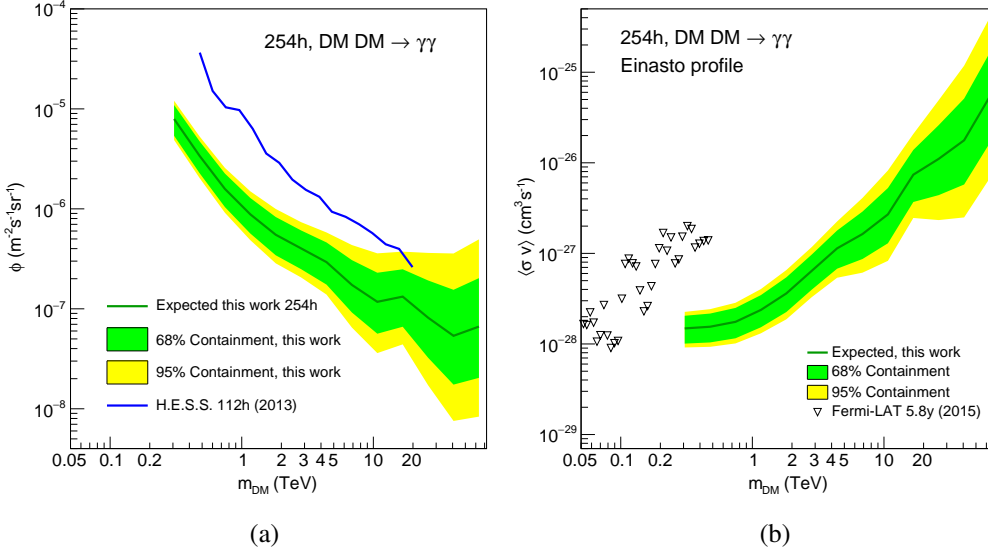 254h, DM DM → γγ
10⁻⁴
10⁻⁵
10⁻⁶
10⁻⁷
10⁻⁸
ϕ (m⁻²s⁻¹sr⁻¹)
Expected this work 254h
68% Containment, this work
95% Containment, this work
H.E.S.S. 112h (2013)
0.05 0.1 0.2 1 2 3 4 5 10 20
m_DM (TeV)
(a)
254h, DM DM → γγ
Einasto profile
10⁻²⁵
10⁻²⁶
10⁻²⁷
10⁻²⁸
10⁻²⁹
⟨σ v⟩ (cm³s⁻¹)
Expected, this work
68% Containment
95% Containment
Fermi-LAT 5.8y (2015)
0.05 0.1 0.2 1 2 3 4 5 10 20
m_DM (TeV)
(b)